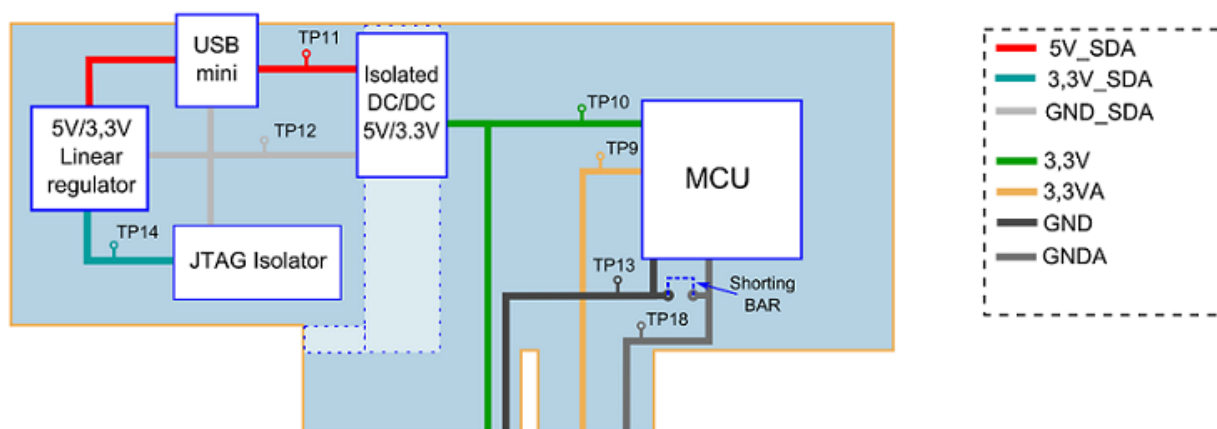 USB
mini
TP11
Isolated
DC/DC
5V/3.3V
5V/3,3V
Linear
regulator
TP12
TP10
TP9
MCU
TP14
JTAG Isolator
TP13
Shorting
BAR
TP18
5V_SDA
3,3V_SDA
GND_SDA
3,3V
3,3VA
GND
GNDA